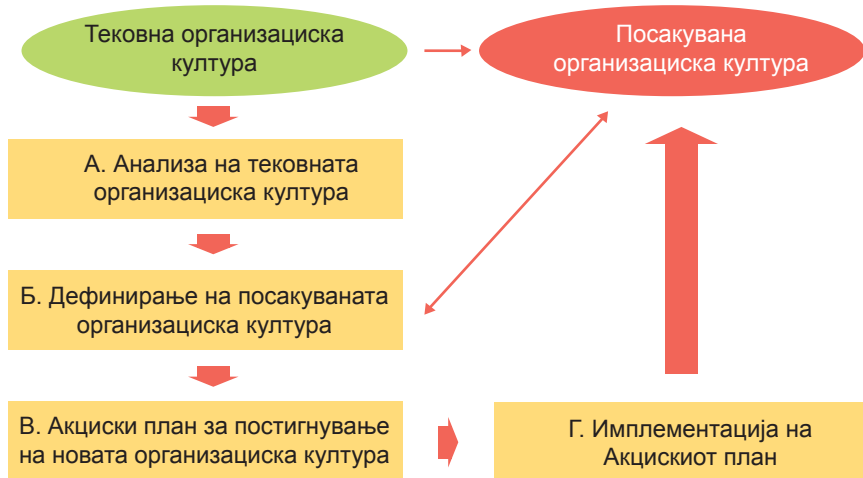 Тековна организациска
култура
Посакувана
организациска култура
А. Анализа на тековната
организациска култура
Б. Дефинирање на посакуваната
организациска култура
В. Акциски план за постигнување
на новата организациска култура
Г. Имплементација на
Акцискиот план